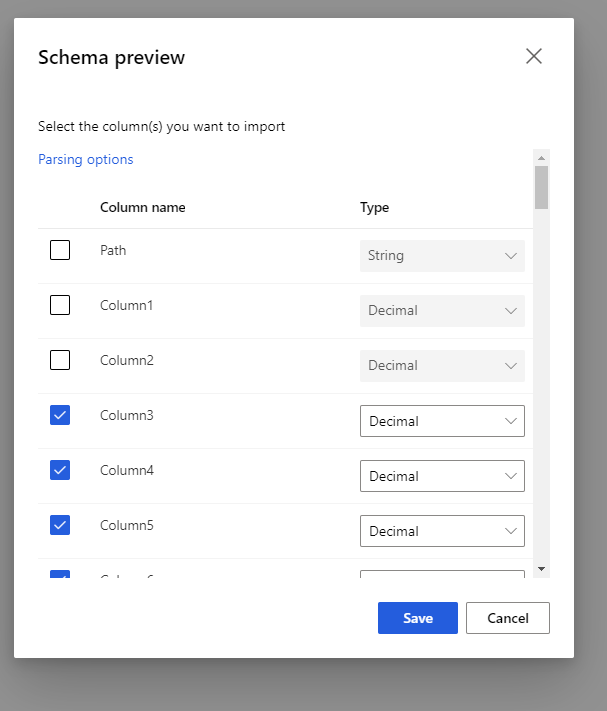 Schema preview
Select the column(s) you want to import
Parsing options
Column name Type
Path String
Column1 Decimal
Column2 Decimal
Column3 Decimal
Column4 Decimal
Column5 Decimal
Save Cancel